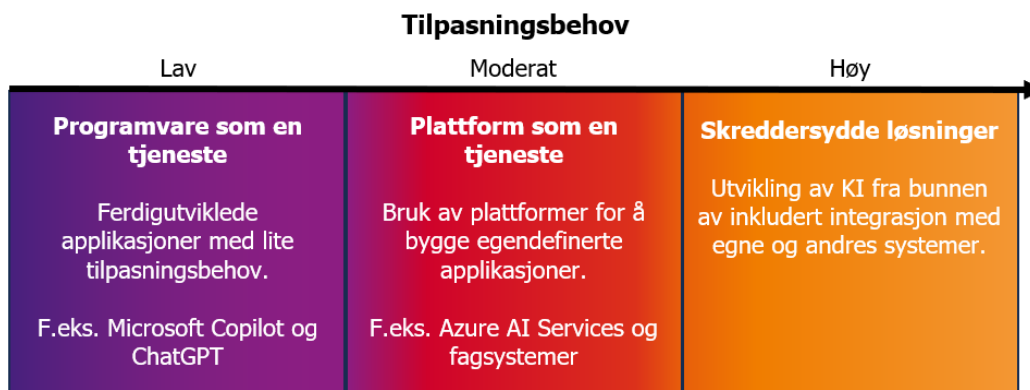 Tilpasningsbehov
Lav
Moderat
Høy
Programvare som en
tjeneste
Ferdigutviklede
applikasjoner med lite
tilpasningsbehov.
F.eks. Microsoft Copilot og
ChatGPT
Plattform som en
tjeneste
Bruk av plattformer for å
bygge egendefinerte
applikasjoner.
F.eks. Azure AI Services og
fagsystemer
Skreddersydde løsninger
Utvikling av KI fra bunnen
av inkludert integrasjon med
egne og andres systemer.